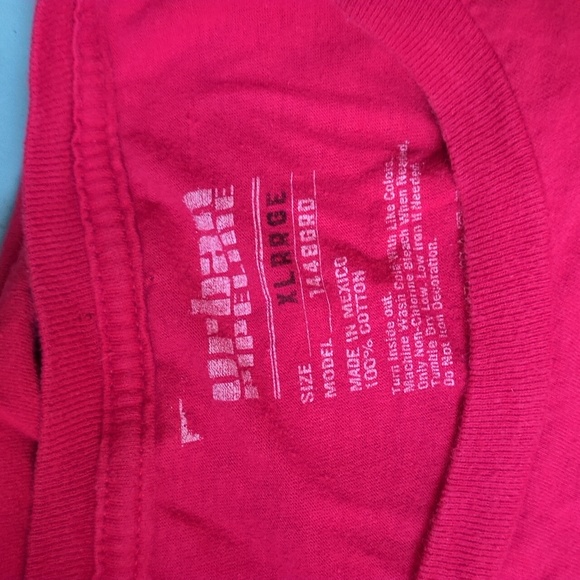 urban
PIPELINE
SIZE XLARGE
MODEL 1448GRD
MADE IN MEXICO
100% COTTON
Turn Inside out.
Machine Wash Cold With Like Colors.
Only Non-Chlorine Bleach When Needed.
Tumble Dry Low. Low Iron If Needed
Do Not Iron Decoration.